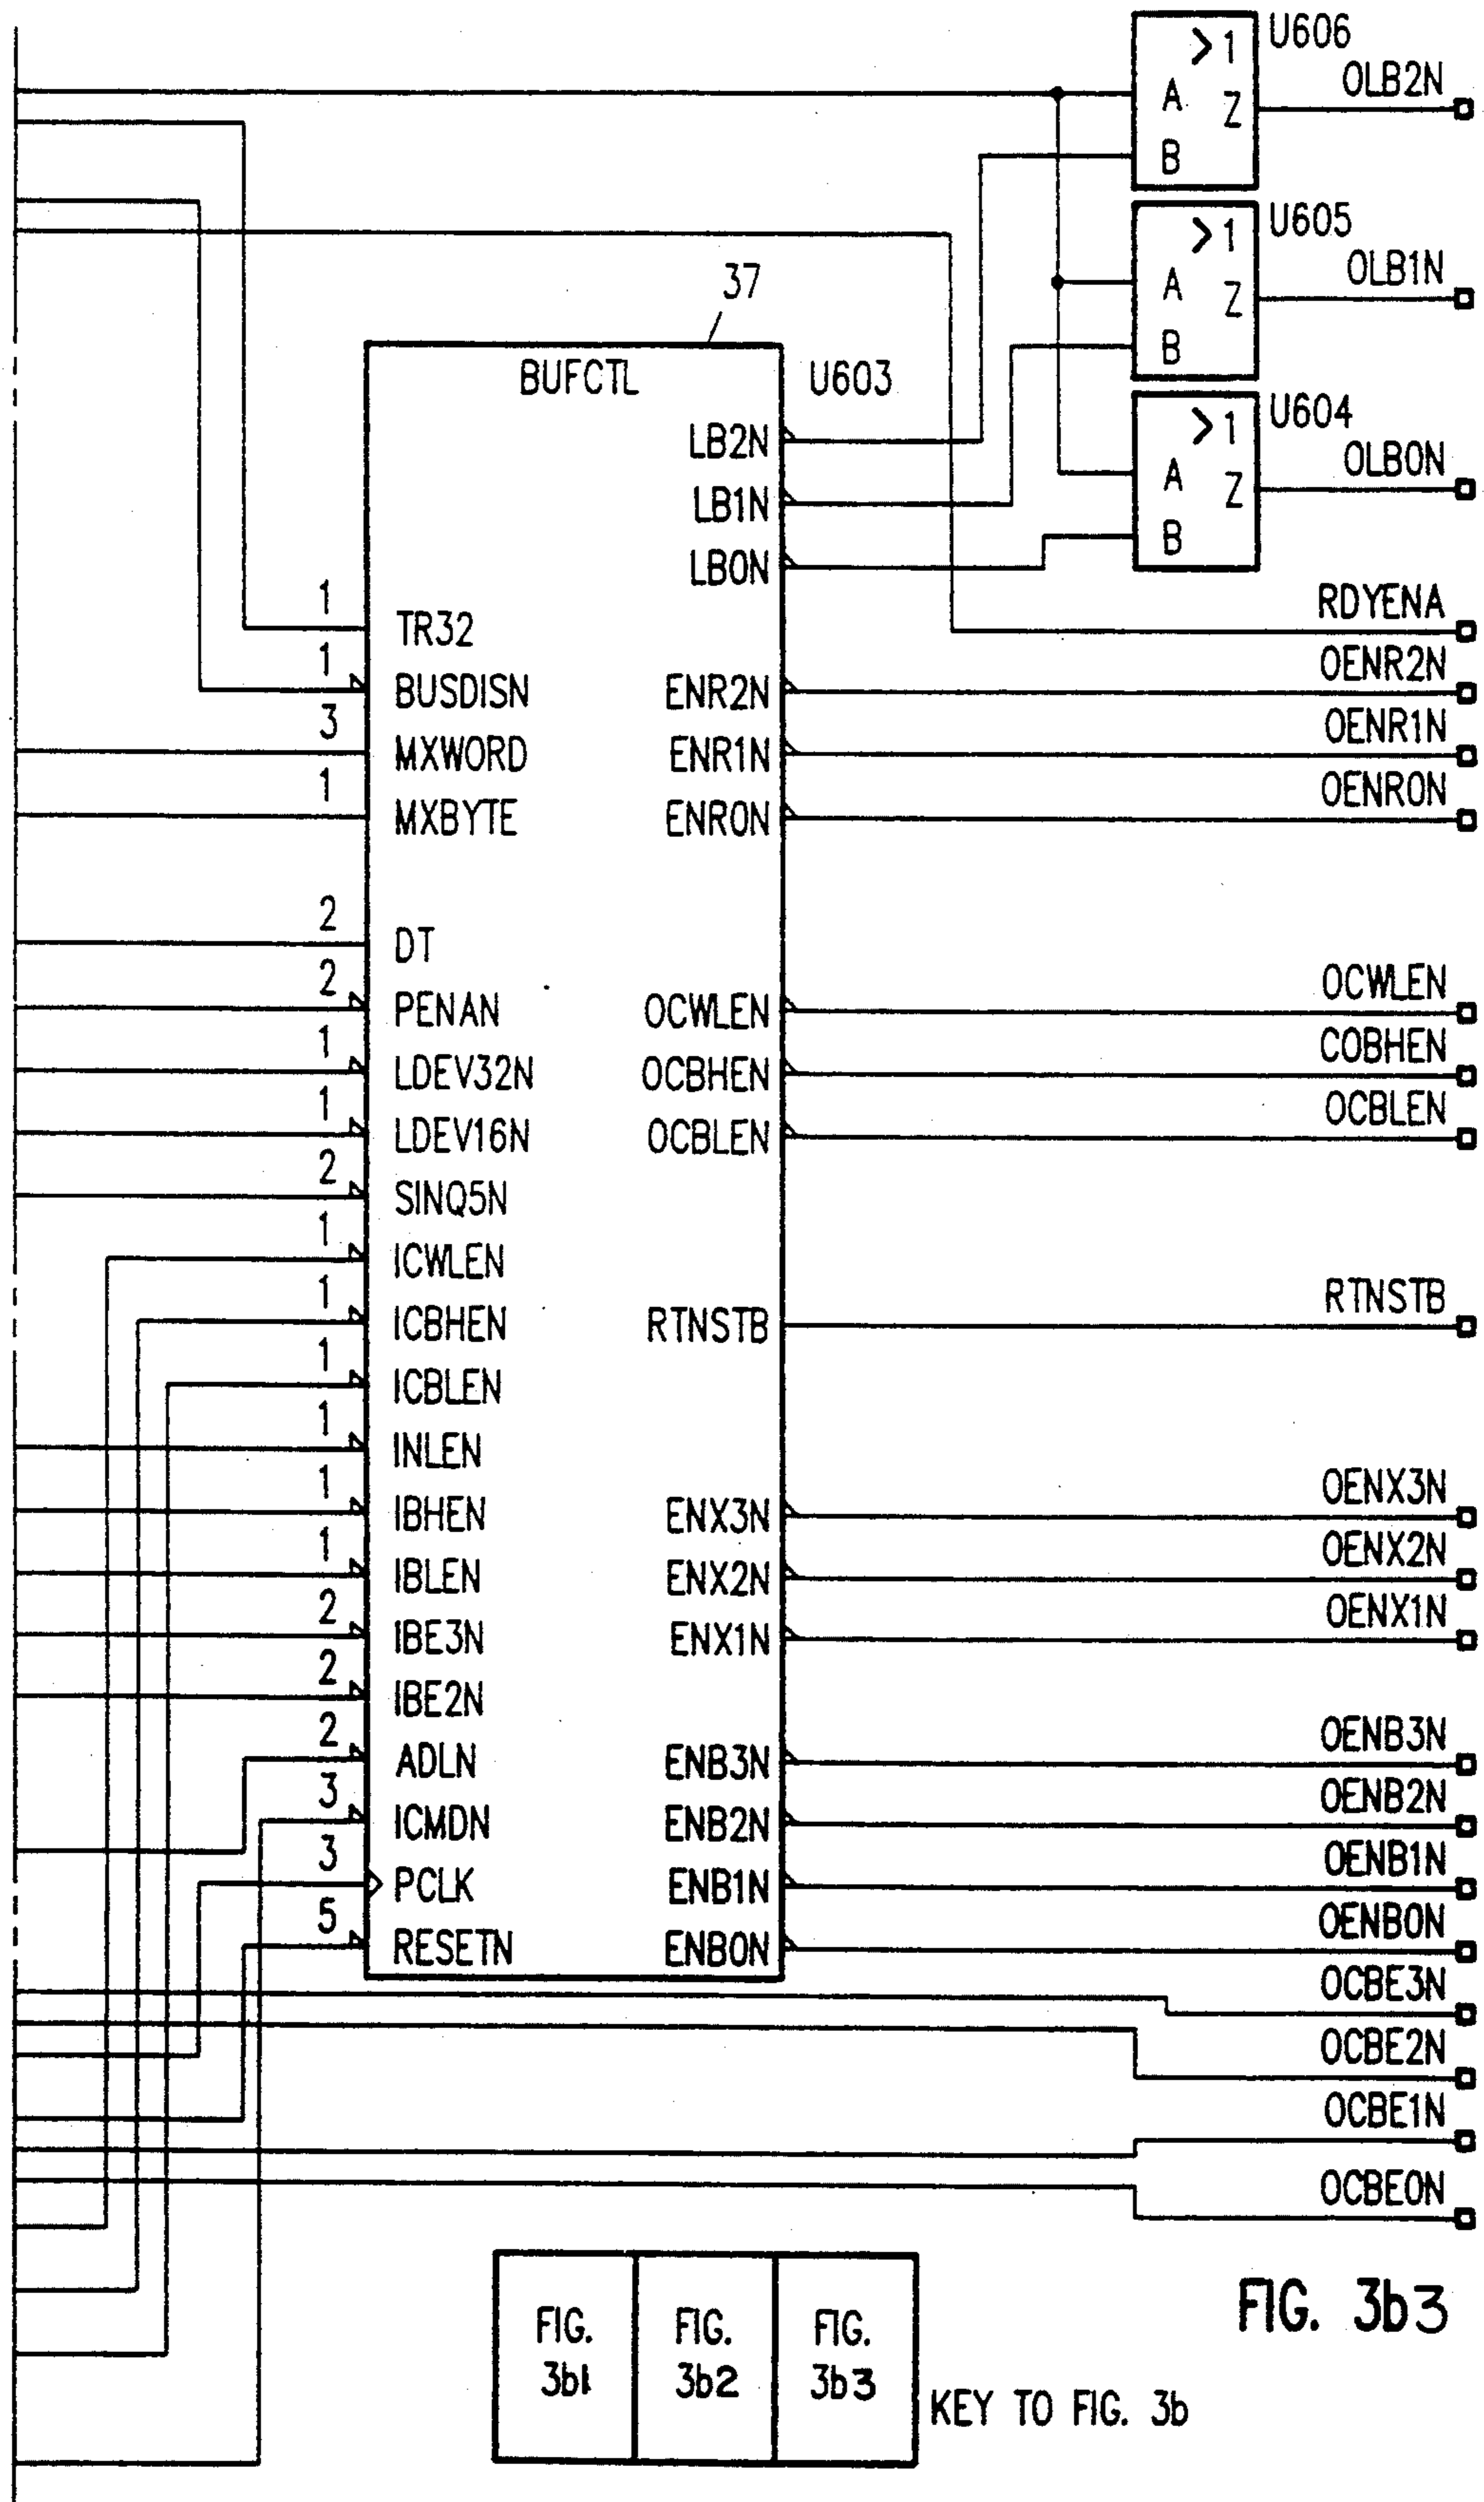 U606
>1
OLB2N
A
Z
B
U605
>1
OLB1N
A
Z
B
37
BUFCTL
U603
U604
>1
OLB0N
A
Z
B
LB2N
LB1N
LB0N
1
TR32
RDYENA
1
BUSDISN
ENR2N
OENR2N
3
MXWORD
ENR1N
OENR1N
1
MXBYTE
ENR0N
OENR0N
2
DT
2
PENAN
OCWLEN
OCWLEN
1
LDEV32N
OCBHEN
COBHEN
1
LDEV16N
OCBLEN
OCBLEN
2
SINQ5N
1
ICWLEN
1
ICBHEN
RTNSTB
RTNSTB
1
ICBLEN
1
INLEN
1
IBHEN
ENX3N
OENX3N
1
IBLEN
ENX2N
OENX2N
2
IBE3N
ENX1N
OENX1N
2
IBE2N
2
ADLN
ENB3N
OENB3N
3
ICMDN
ENB2N
OENB2N
3
PCLK
ENB1N
OENB1N
5
RESETN
ENB0N
OENB0N
OCBE3N
OCBE2N
OCBE1N
OCBE0N
FIG.
3b1
FIG.
3b2
FIG.
3b3
KEY TO FIG. 3b
FIG. 3b3